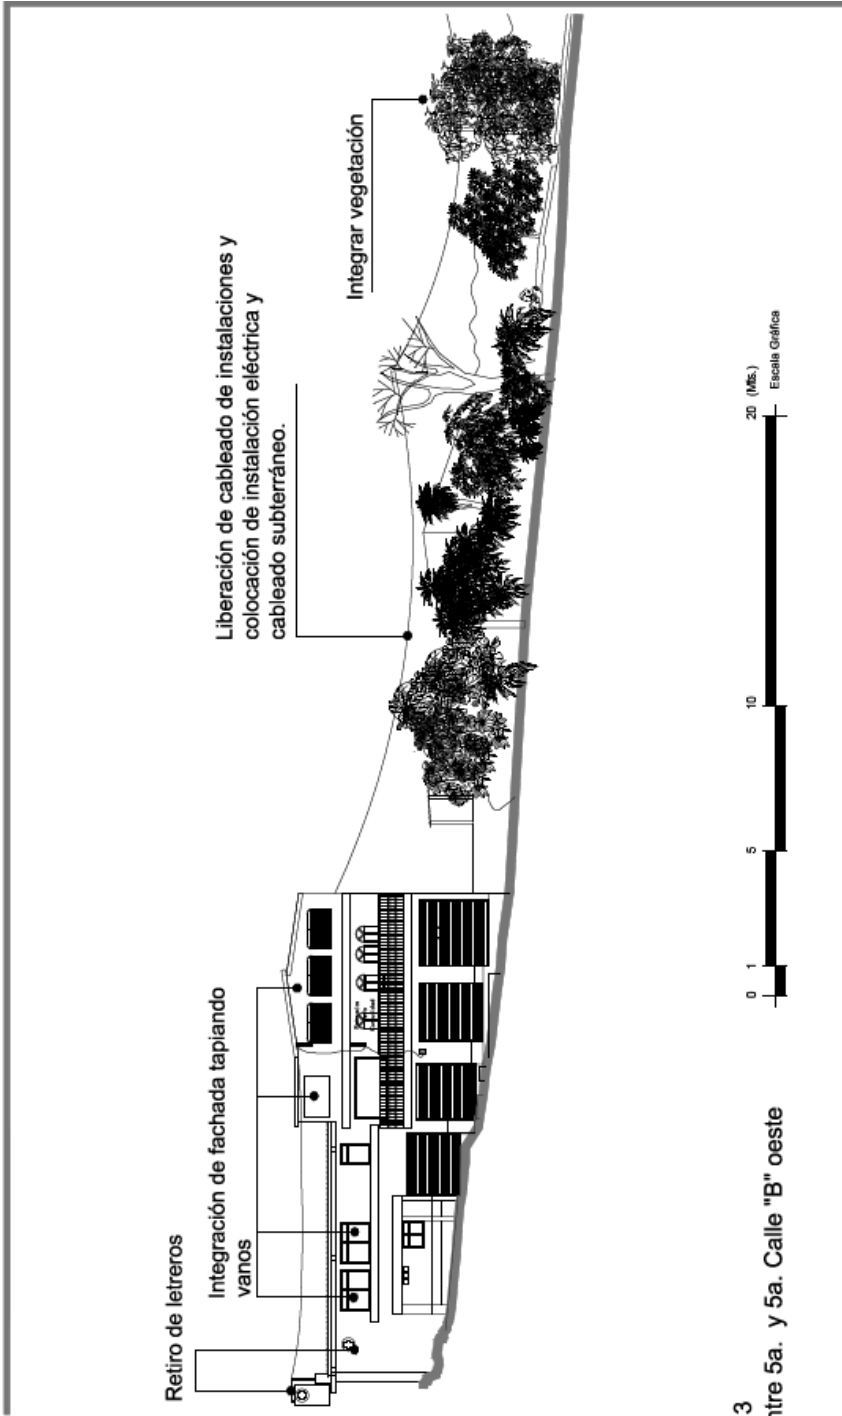 Retiro de letreros
Integración de fachada tapiando
vanos
Liberación de cableado de instalaciones y
colocación de instalación eléctrica y
cableado subterráneo.
Integrar vegetación
0 1 5 10 20 (Mts.)
Escala Gráfica
3
ntre 5a. y 5a. Calle "B" oeste